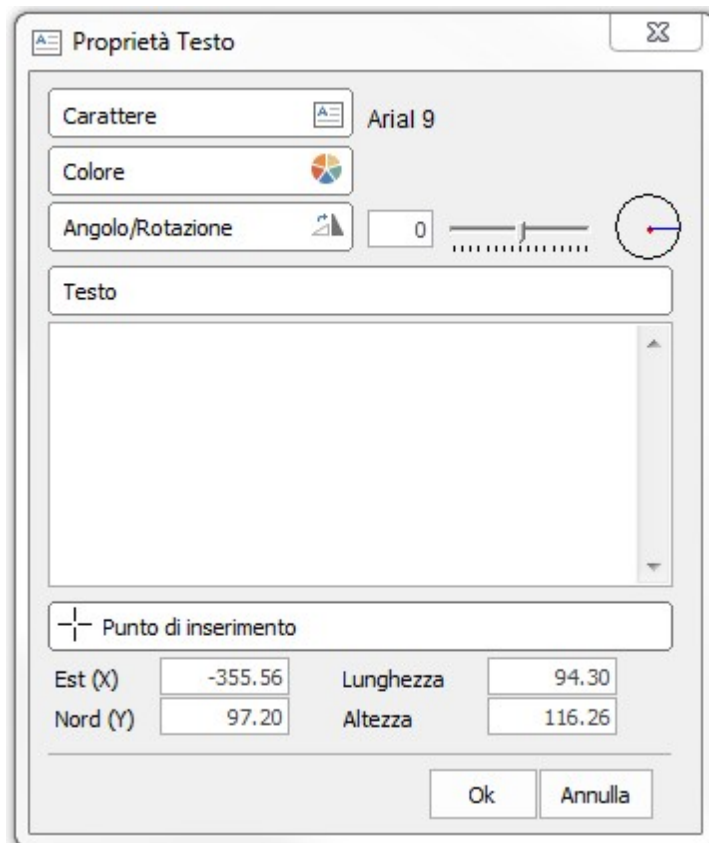 Proprietà Testo
Carattere Arial 9
Colore
Angolo/Rotazione 0
Testo
Punto di inserimento
Est (X) -355.56 Lunghezza 94.30
Nord (Y) 97.20 Altezza 116.26
Ok Annulla